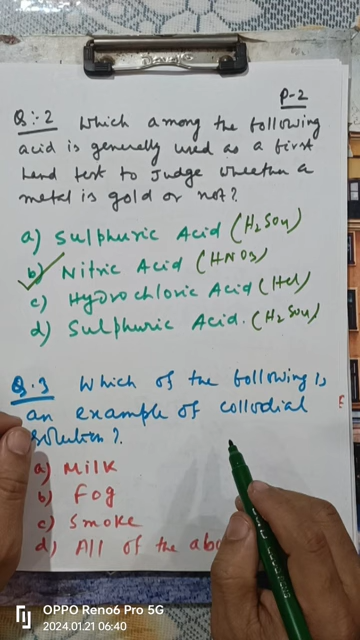 P-2
Q:-2 Which among the following
acid is generally used as a first
hand test to Judge wheether a
metal is gold or not?
a) Sulphuric Acid (H2SO4)
b) Nitric Acid (HNO3)
c) Hydrochloric Acid (Hcl)
d) Sulphuric Acid. (H2SO4)
Q.3 Which of the following is
an example of collodial
solution?
a) Milk
b) Fog
c) Smoke
d) All of the abo
OPPO Reno6 Pro 5G
2024.01.21 06:40